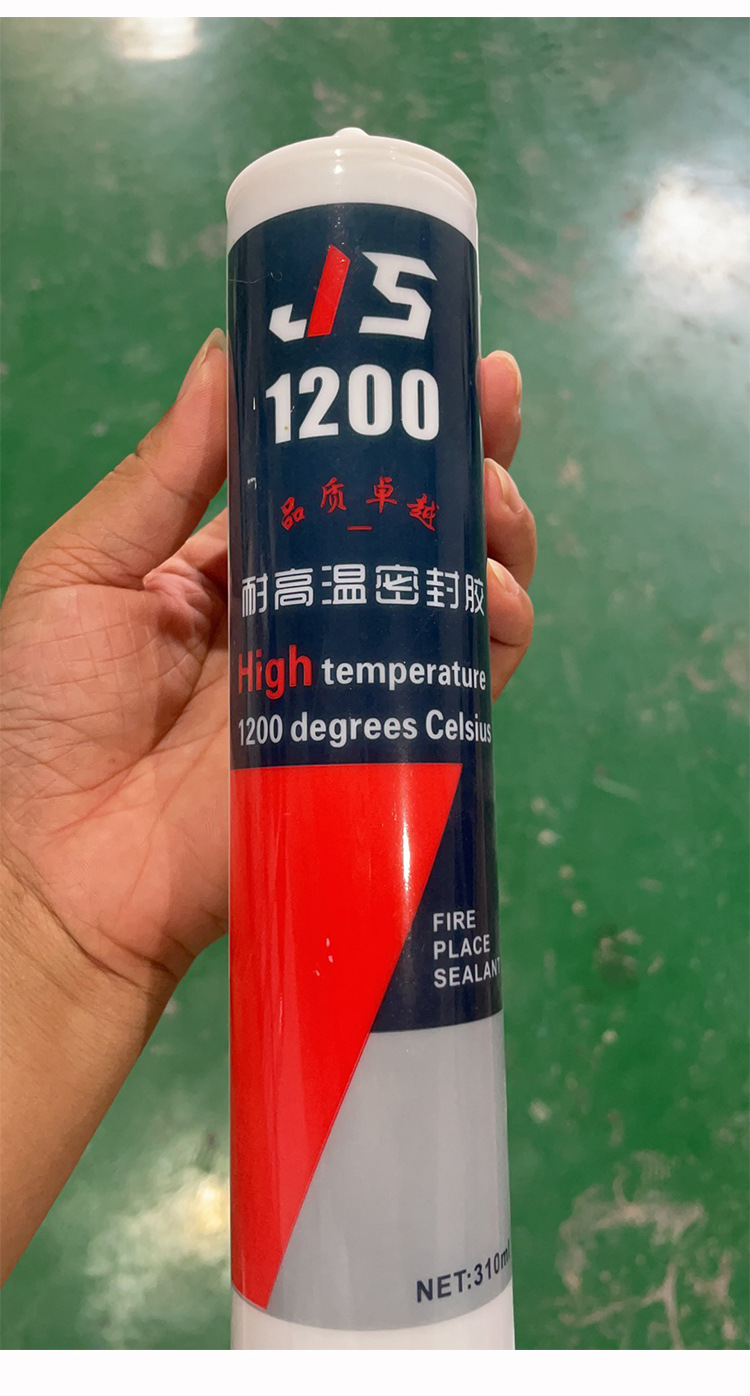 JS
1200
品质卓越
耐高温密封胶
High temperature
1200 degrees Celsius
FIRE
PLACE
SEALANT
NET:310ml